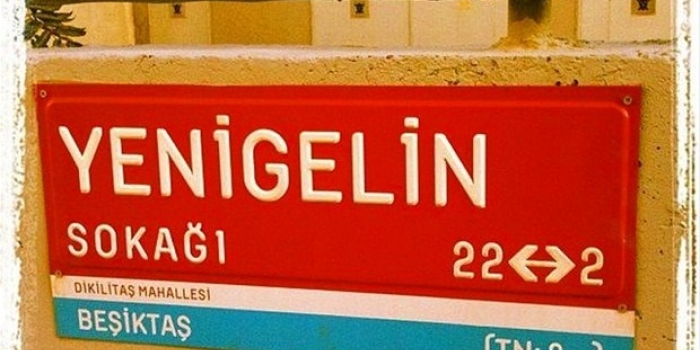 YENİGELİN
SOKAĞI
22↔2
DİKİLİTAŞ MAHALLESİ
BEŞİKTAŞ